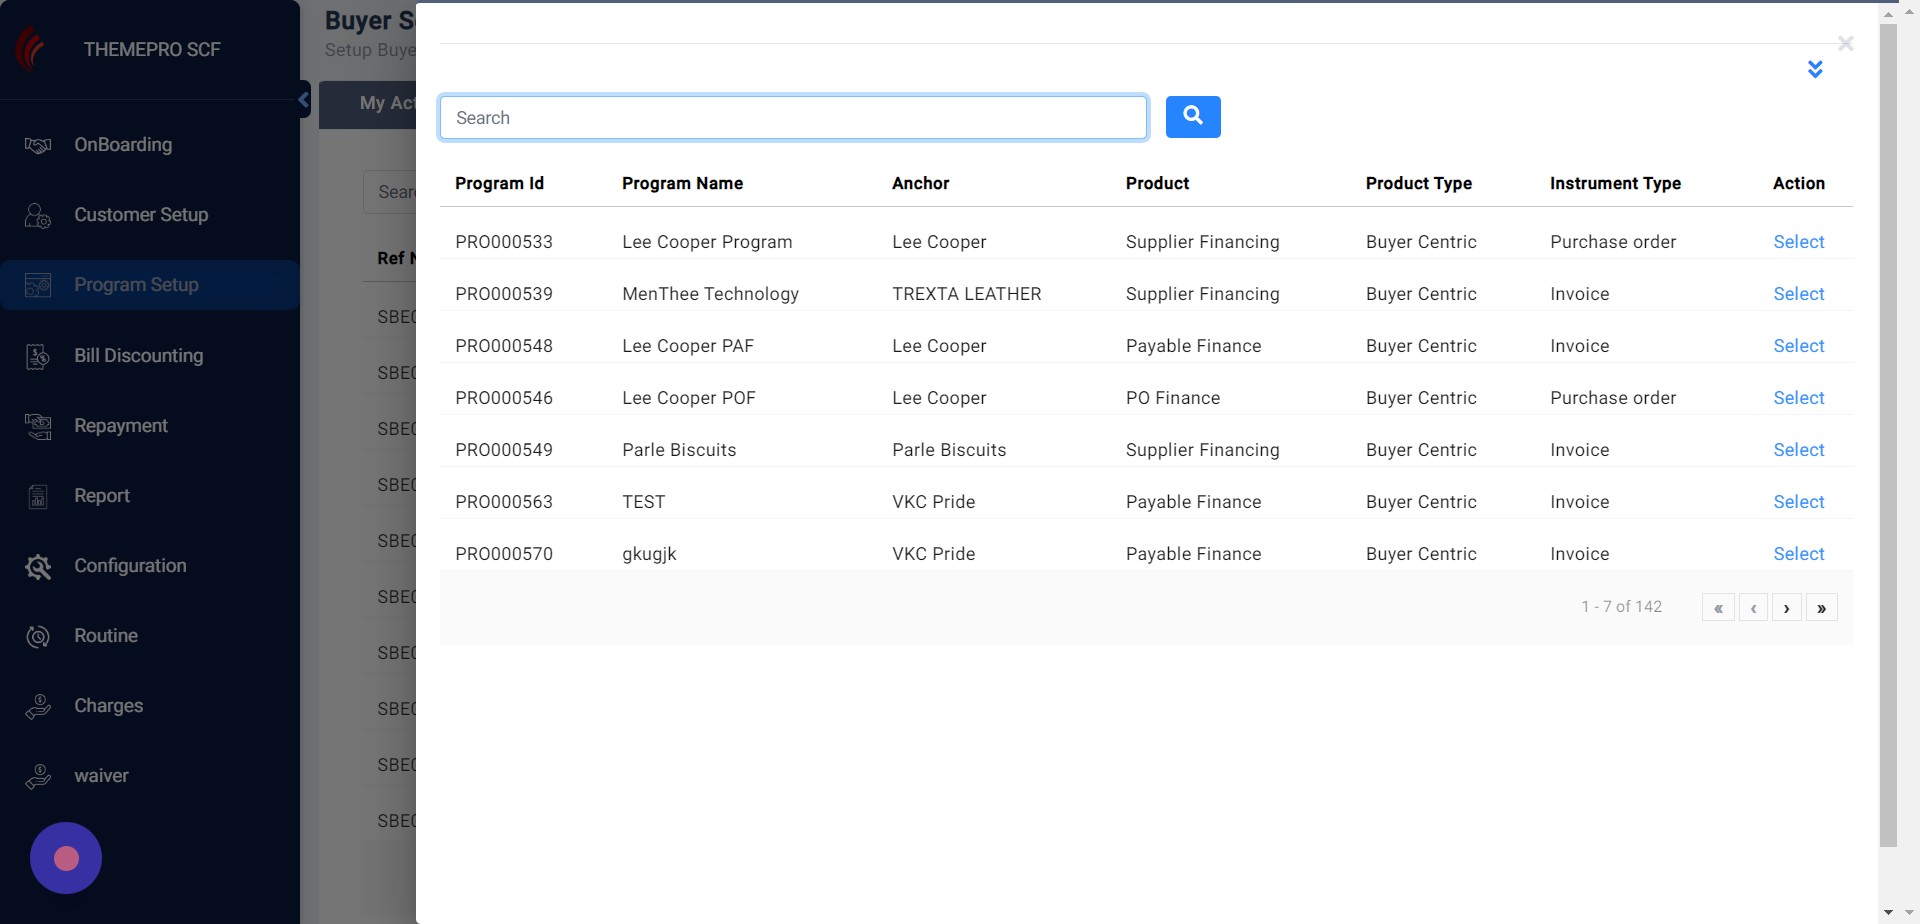 THEMEPRO SCF
OnBoarding
Customer Setup
Program Setup
Bill Discounting
Repayment
Report
Configuration
Routine
Charges
waiver
Buyer S
Setup Buye
My Act
Sear
Ref N
SBEC
SBEC
SBEC
SBEC
SBEC
SBEC
SBEC
SBEC
SBEC
SBEC
×
Search
Program Id Program Name Anchor Product Product Type Instrument Type Action
PRO000533 Lee Cooper Program Lee Cooper Supplier Financing Buyer Centric Purchase order Select
PRO000539 MenThee Technology TREXTA LEATHER Supplier Financing Buyer Centric Invoice Select
PRO000548 Lee Cooper PAF Lee Cooper Payable Finance Buyer Centric Invoice Select
PRO000546 Lee Cooper POF Lee Cooper PO Finance Buyer Centric Purchase order Select
PRO000549 Parle Biscuits Parle Biscuits Supplier Financing Buyer Centric Invoice Select
PRO000563 TEST VKC Pride Payable Finance Buyer Centric Invoice Select
PRO000570 gkugjk VKC Pride Payable Finance Buyer Centric Invoice Select
1 - 7 of 142 « ‹ › »